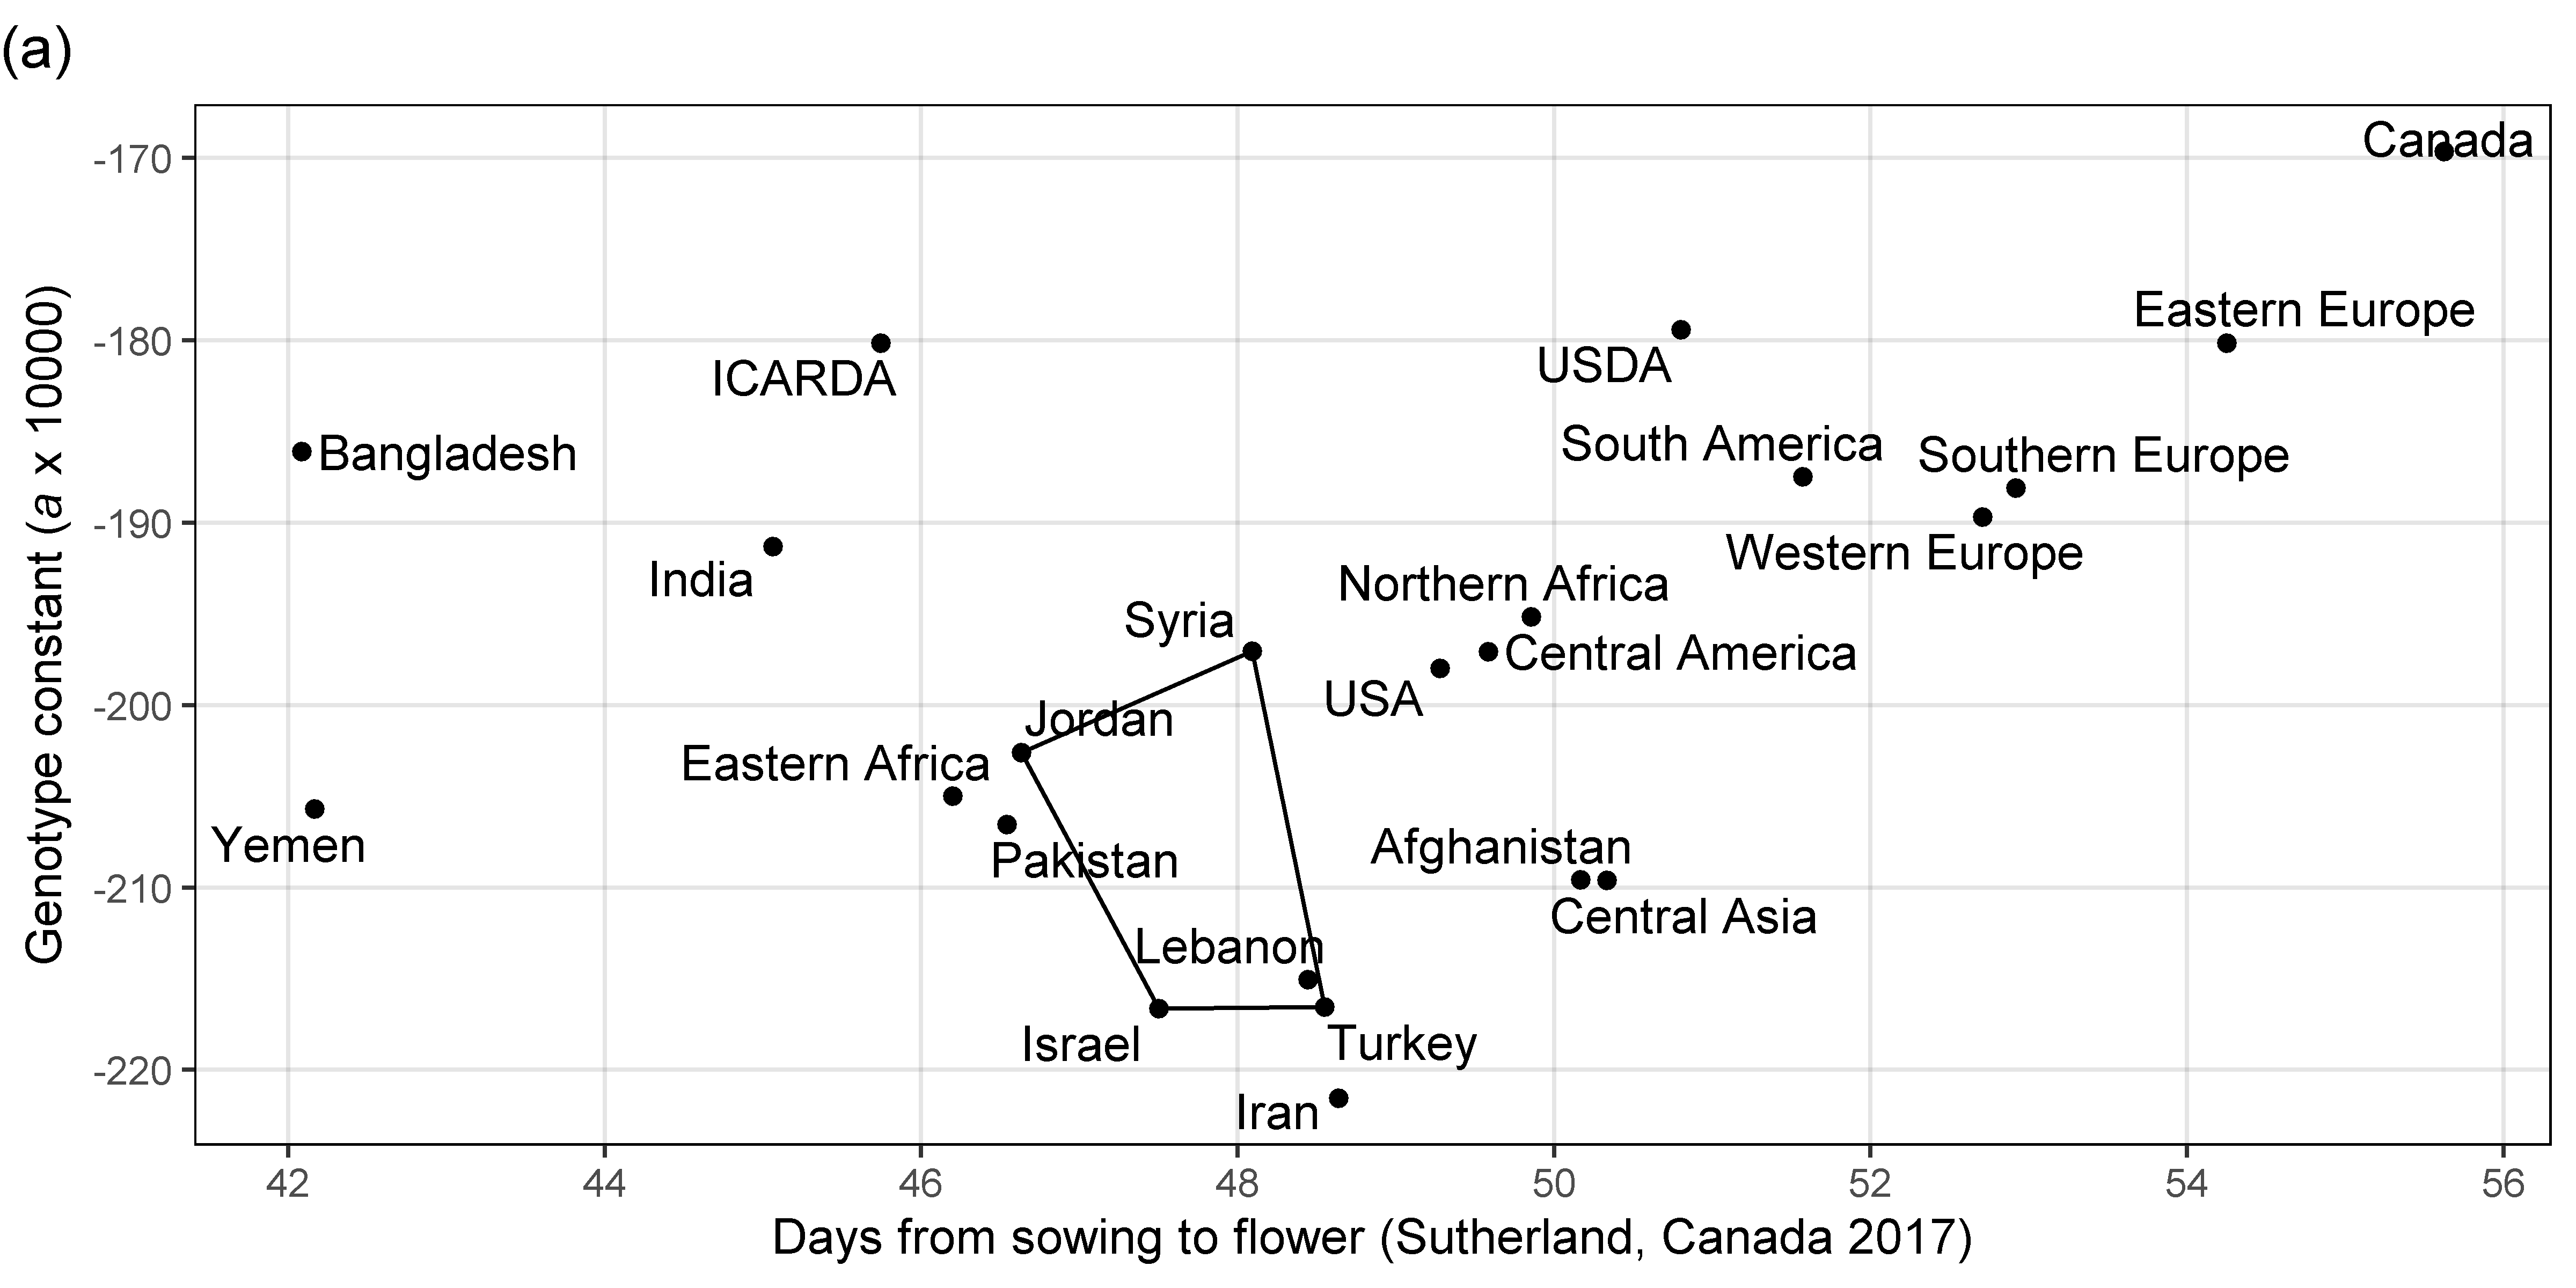 (a)
Canada
-170
Eastern Europe
-180
USDA
ICARDA
South America
Southern Europe
Bangladesh
-190
Western Europe
India
Northern Africa
Syria
Central America
USA
-200
Jordan
Eastern Africa
Yemen
Afghanistan
Pakistan
-210
Central Asia
Lebanon
Israel
Turkey
-220
Iran
Genotype constant (a x 10000)
42 44 46 48 50 52 54 56
Days from sowing to flower (Sutherland, Canada 2017)